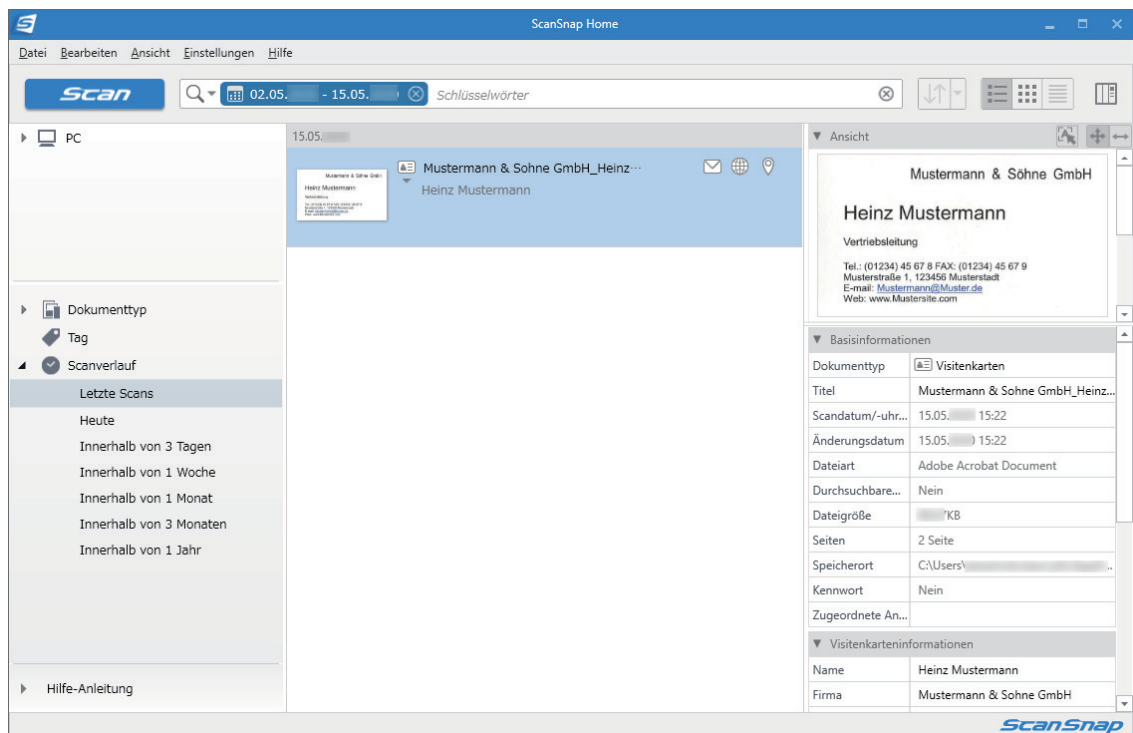 ScanSnap Home
Datei Bearbeiten Ansicht Einstellungen Hilfe
Scan
02.05. - 15.05.
Schlüsselwörter
PC
Dokumenttyp
Tag
Scanverlauf
Letzte Scans
Heute
Innerhalb von 3 Tagen
Innerhalb von 1 Woche
Innerhalb von 1 Monat
Innerhalb von 3 Monaten
Innerhalb von 1 Jahr
Hilfe-Anleitung
15.05.
Mustermann & Söhne GmbH
Heinz Mustermann
Mustermann & Sohne GmbH_Heinz···
Heinz Mustermann
Ansicht
Mustermann & Söhne GmbH
Heinz Mustermann
Vertriebsleitung
Tel.: (01234) 45 67 8 FAX: (01234) 45 67 9
Musterstraße 1, 123456 Musterstadt
E-mail: Mustermann@Muster.de
Web: www.Mustersite.com
Basisinformationen
Dokumenttyp Visitenkarten
Titel Mustermann & Sohne GmbH_Heinz...
Scandatum/-uhr... 15.05. 15:22
Änderungsdatum 15.05. 15:22
Dateiart Adobe Acrobat Document
Durchsuchbare... Nein
Dateigröße KB
Seiten 2 Seite
Speicherort C:\Users\ ..
Kennwort Nein
Zugeordnete An...
Visitenkarteninformationen
Name Heinz Mustermann
Firma Mustermann & Sohne GmbH
ScanSnap